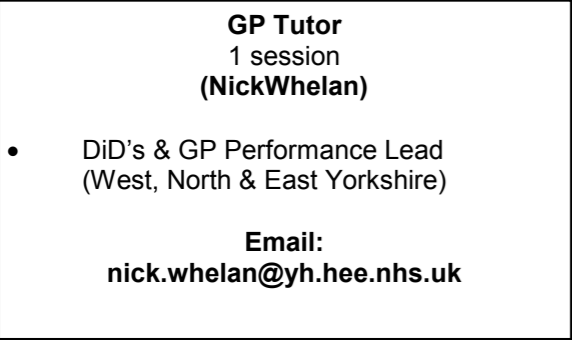 GP Tutor
1 session
(NickWhelan)
• DiD's & GP Performance Lead
(West, North & East Yorkshire)
Email:
nick.whelan@yh.hee.nhs.uk